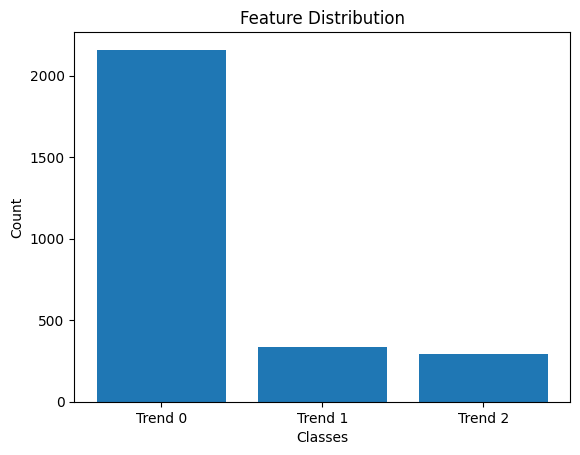 Feature Distribution
Count
2000
1500
1000
500
0
Trend 0 Trend 1 Trend 2
Classes